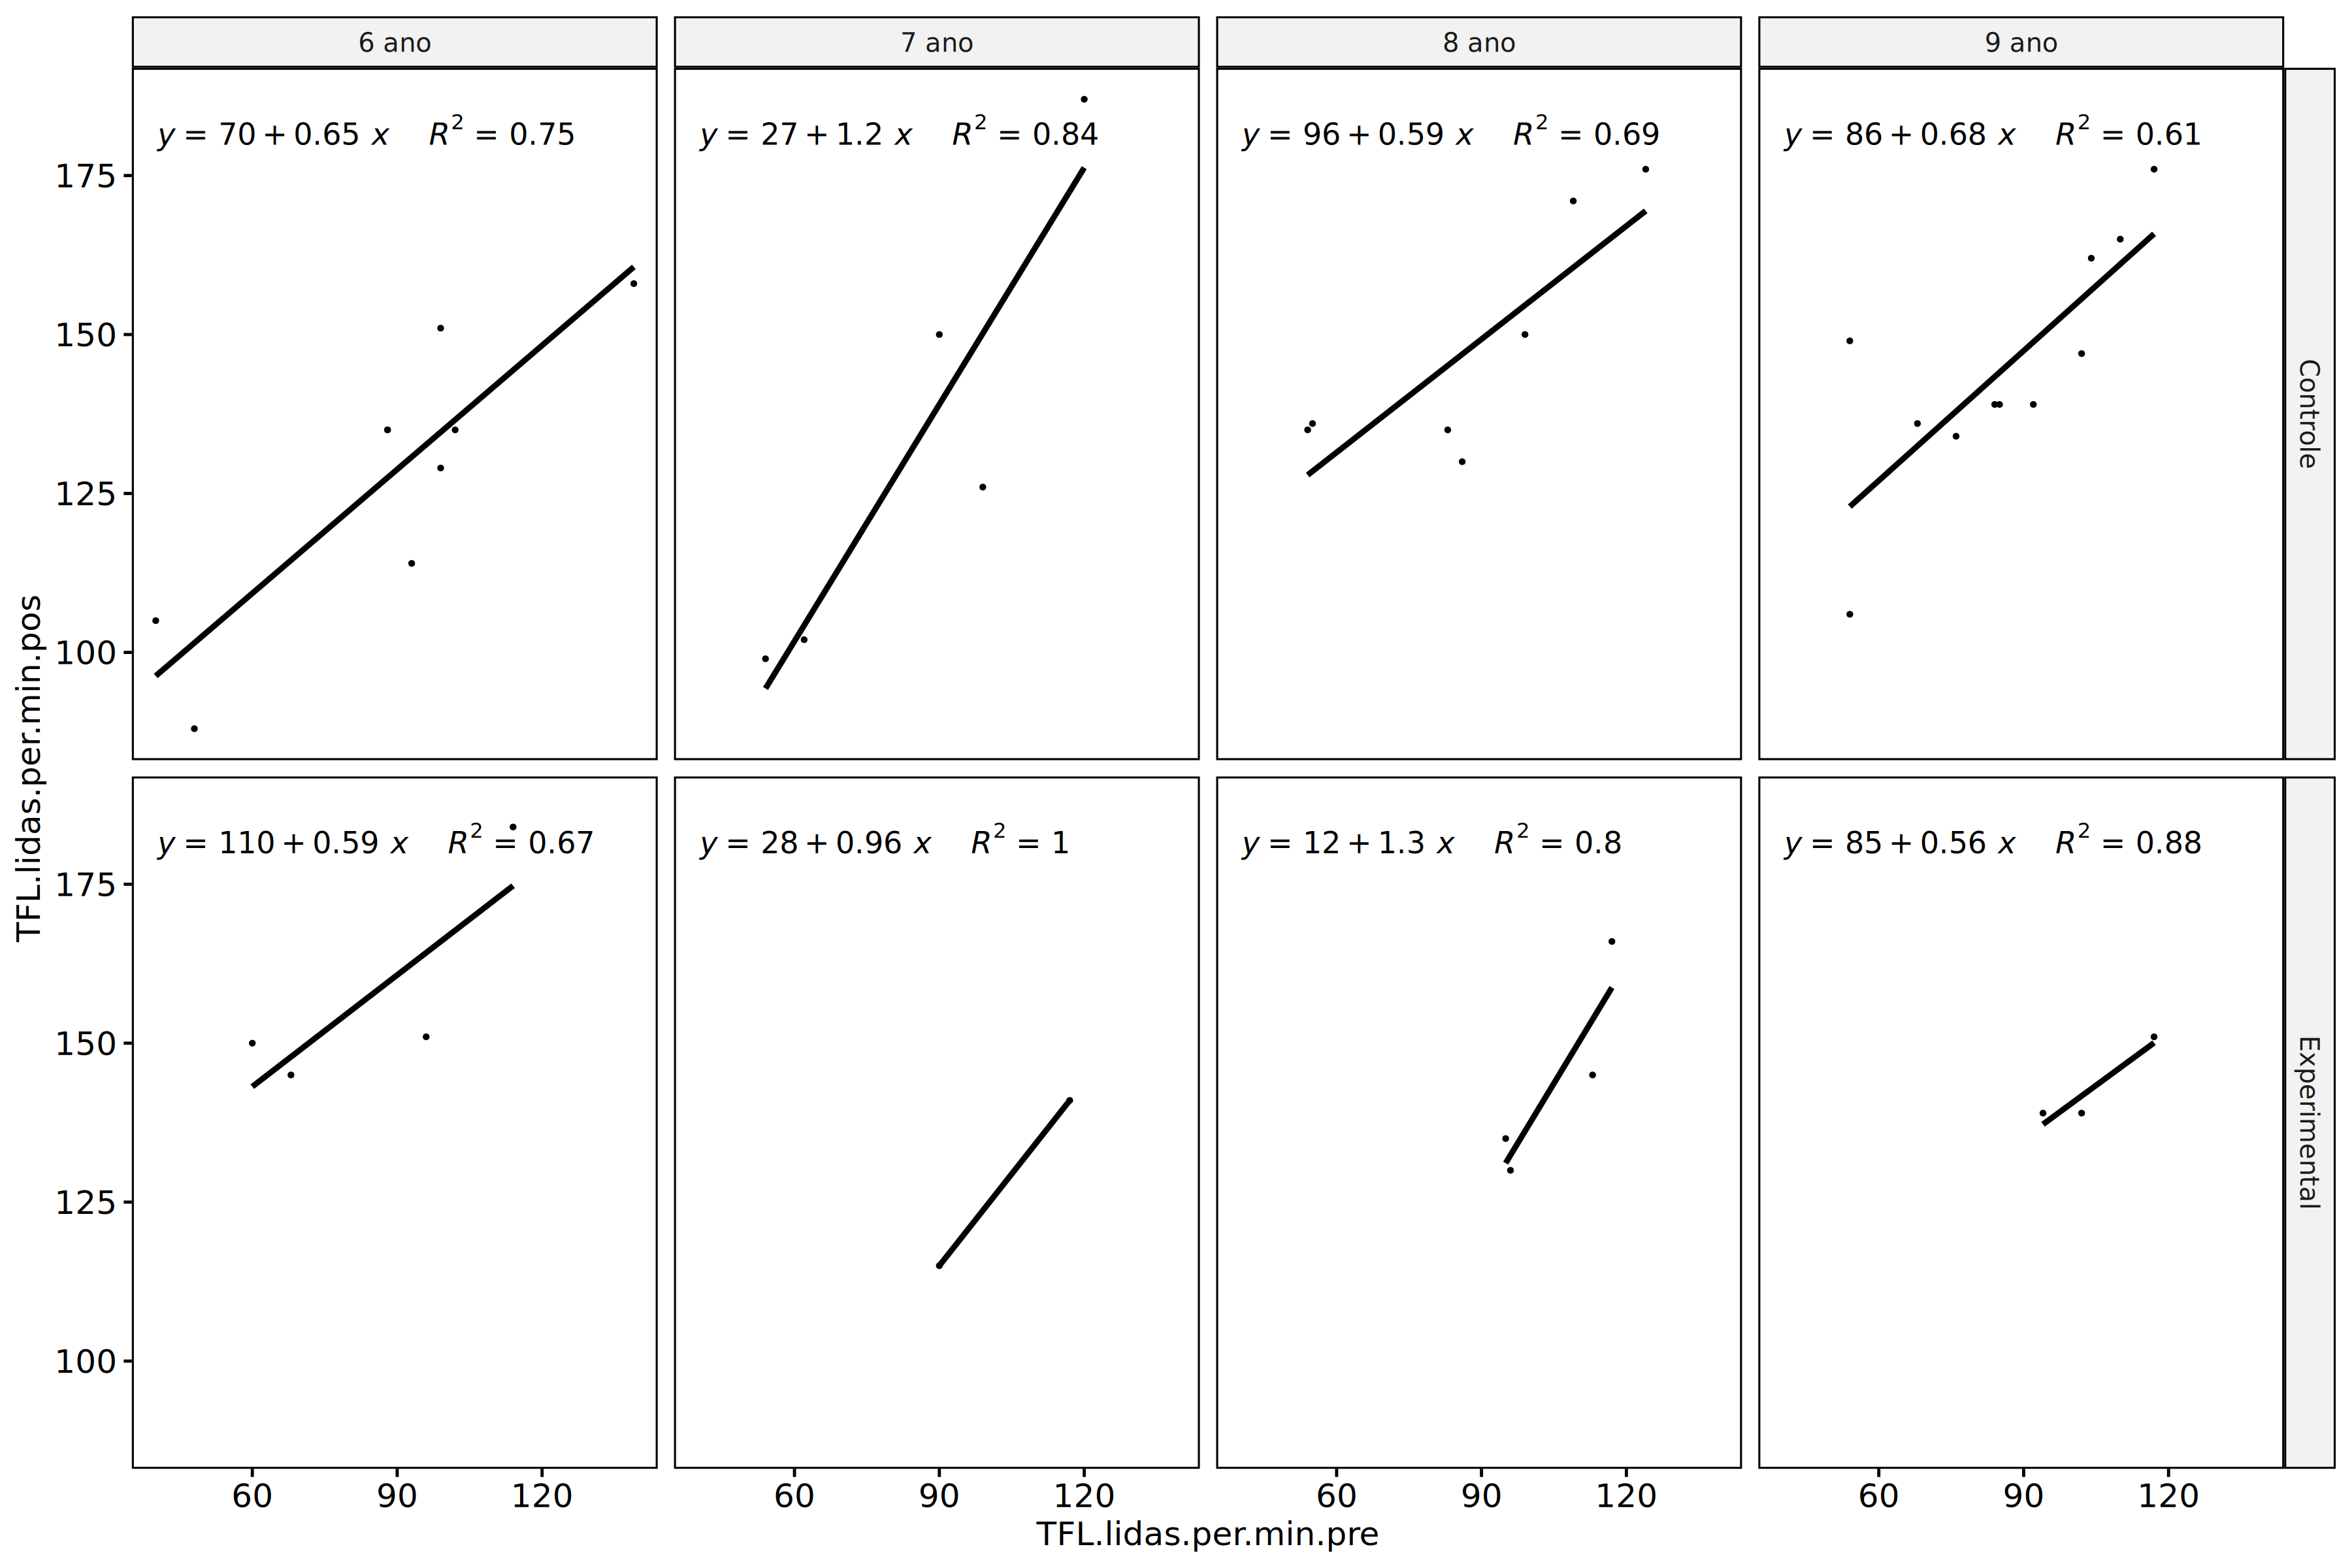 6 ano
7 ano
8 ano
9 ano
y = 70 + 0.65 x R² = 0.75
y = 27 + 1.2 x R² = 0.84
y = 96 + 0.59 x R² = 0.69
y = 86 + 0.68 x R² = 0.61
175
150
125
100
Controle
y = 110 + 0.59 x R² = 0.67
y = 28 + 0.96 x R² = 1
y = 12 + 1.3 x R² = 0.8
y = 85 + 0.56 x R² = 0.88
175
150
125
100
Experimental
60 90 120
60 90 120
60 90 120
60 90 120
TFL.lidas.per.min.pre
TFL.lidas.per.min.pos